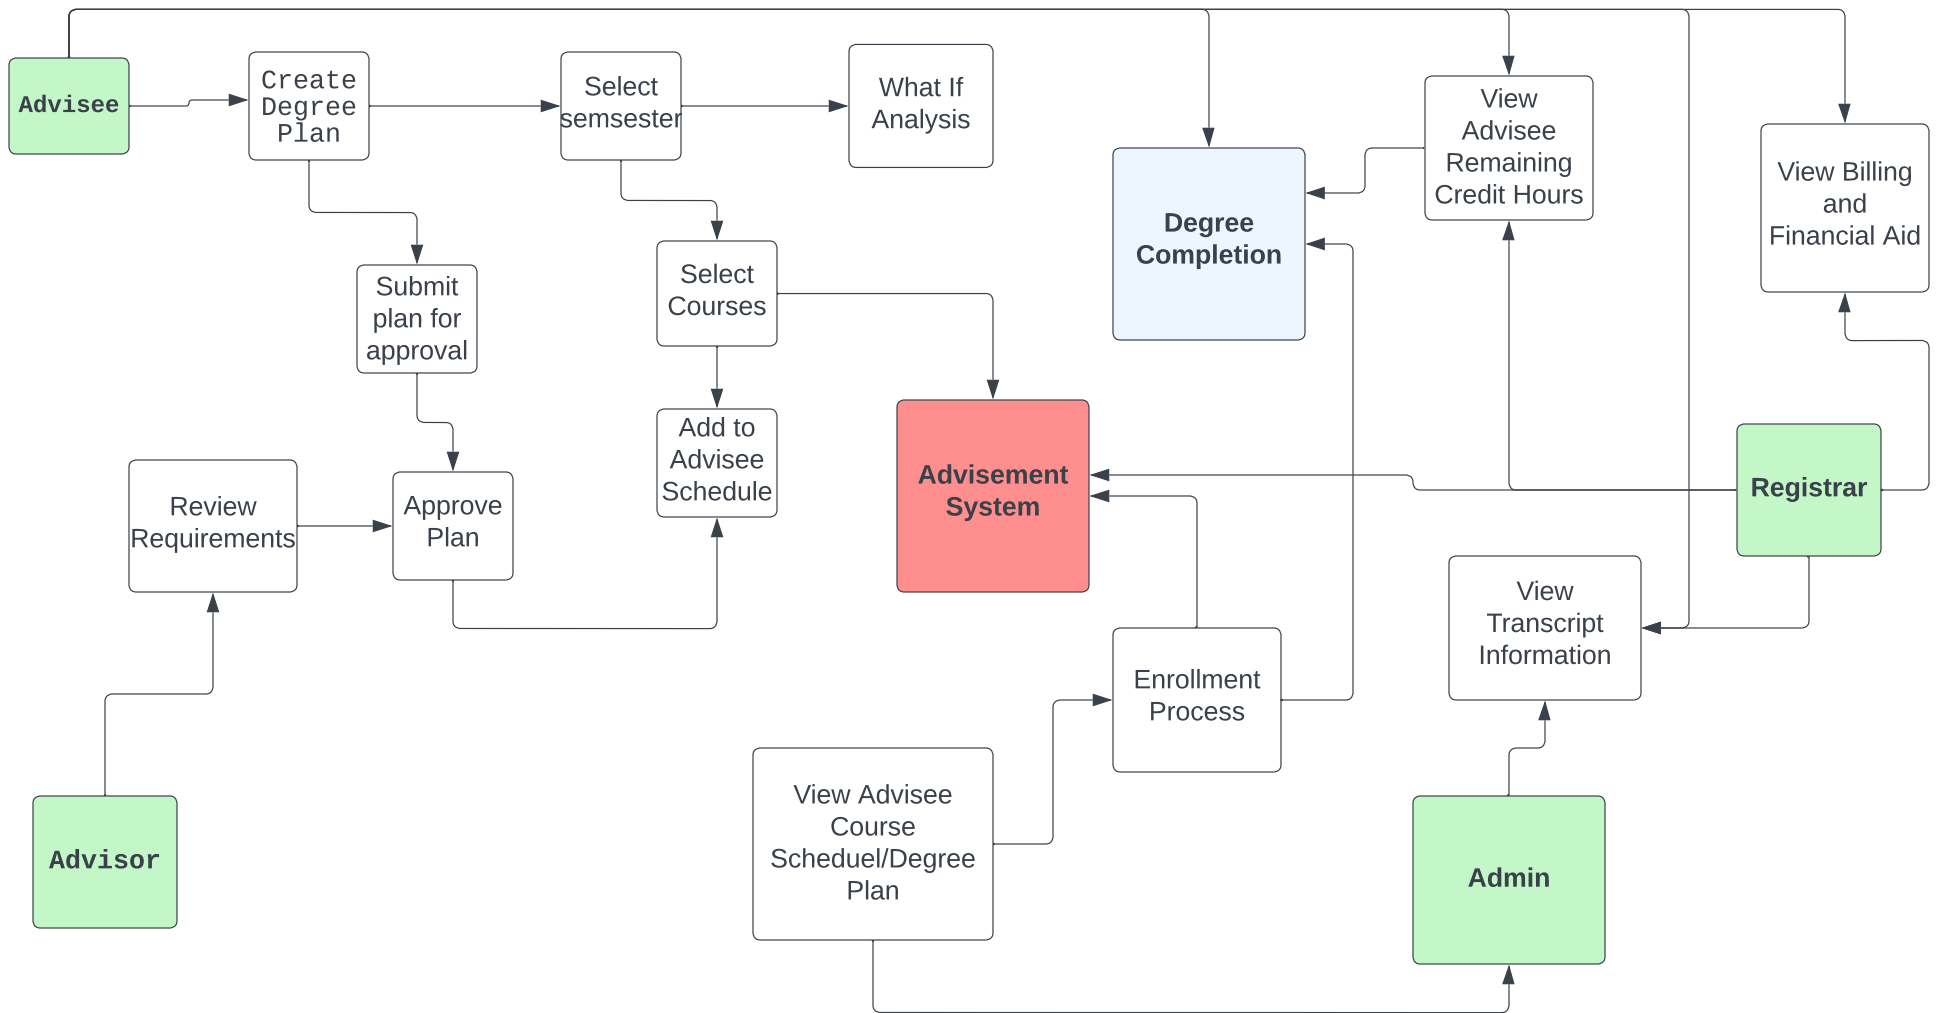 Advisee
Create
Degree
Plan
Select
semsester
What If
Analysis
View
Advisee
Remaining
Credit Hours
View Billing
and
Financial Aid
Degree
Completion
Submit
plan for
approval
Select
Courses
Add to
Advisee
Schedule
Advisement
System
Registrar
Review
Requirements
Approve
Plan
View
Transcript
Information
Enrollment
Process
View Advisee
Course
Scheduel/Degree
Plan
Advisor
Admin